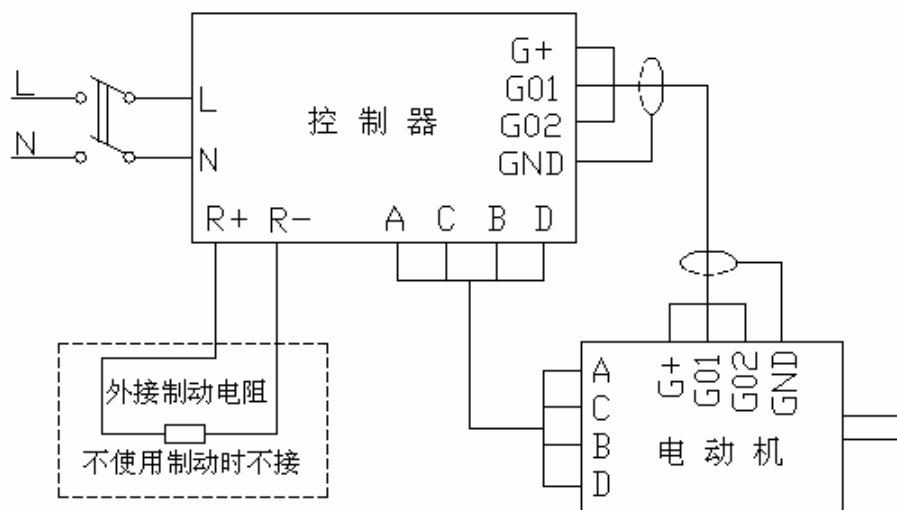 L
N
L
N
控制器
G+
G01
G02
GND
R+ R- A C B D
外接制动电阻
不使用制动时不接
G+ G01 G02 GND
A
C
B
D
电动机